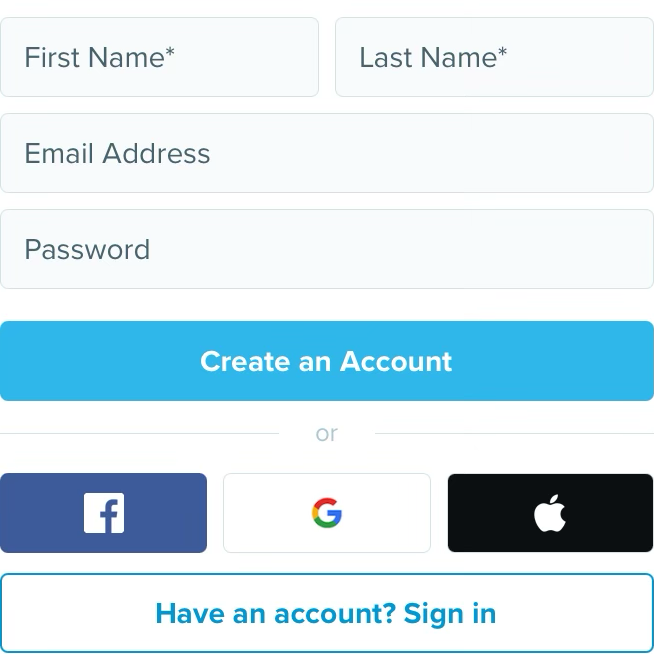 First Name* Last Name*
Email Address
Password
Create an Account
or
Have an account? Sign in